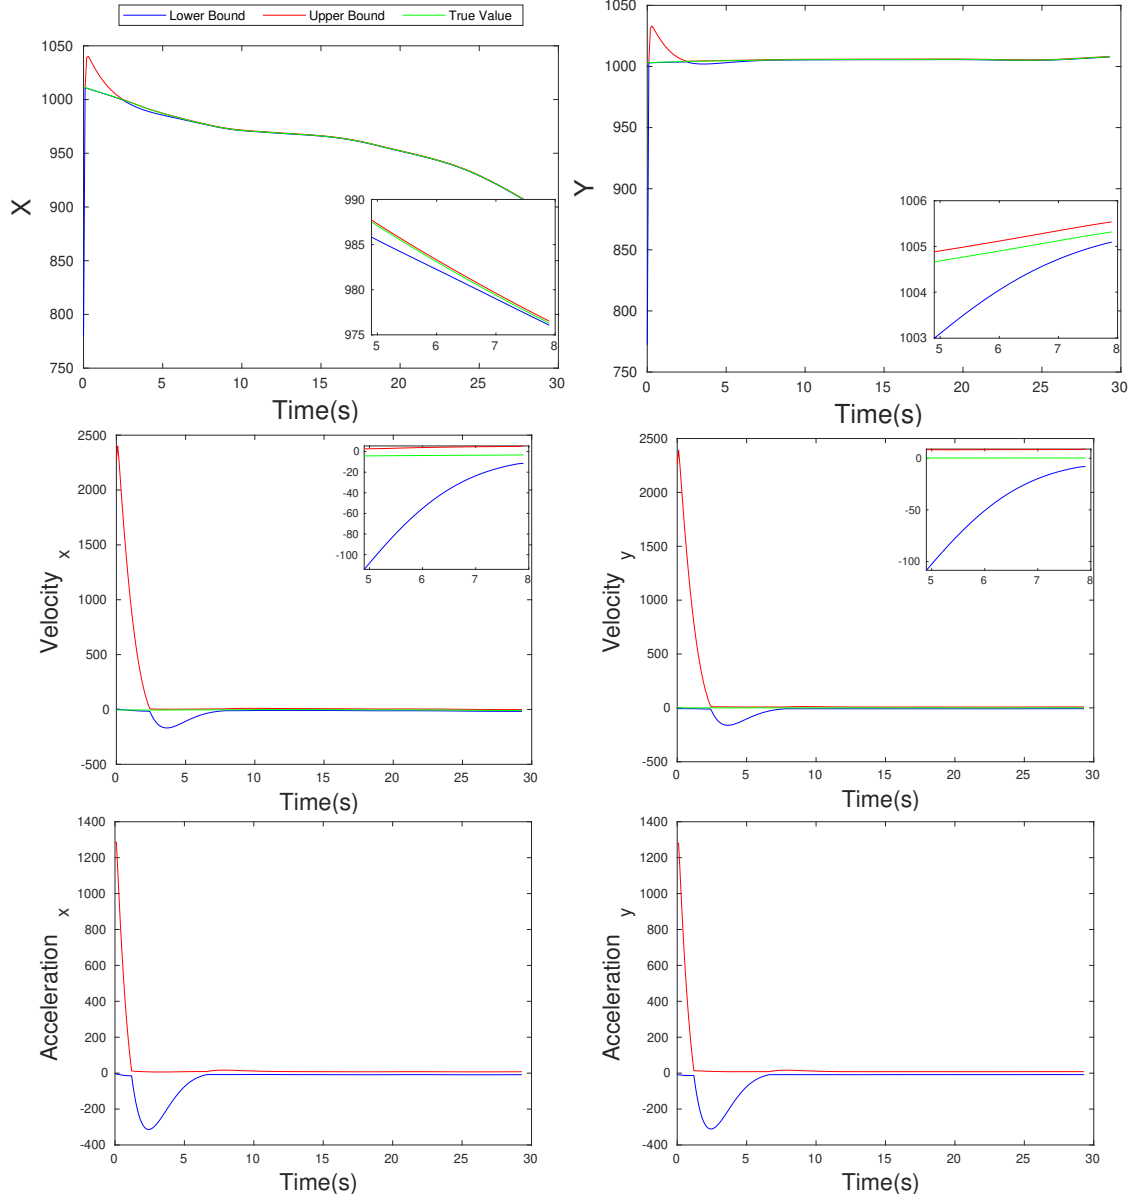 Lower Bound Upper Bound True Value
1050
1000
950
900
850
800
750
X
0 5 10 15 20 25 30
Time(s)
990
985
980
975
5 6 7 8
1050
1000
950
900
850
800
750
Y
0 5 10 15 20 25 30
Time(s)
1006
1005
1004
1003
5 6 7 8
2500
2000
1500
1000
500
0
-500
Velocity x
0 5 10 15 20 25 30
Time(s)
0
-20
-40
-60
-80
-100
5 6 7 8
2500
2000
1500
1000
500
0
-500
Velocity y
0 5 10 15 20 25 30
Time(s)
0
-50
-100
5 6 7 8
1400
1200
1000
800
600
400
200
0
-200
-400
Acceleration x
0 5 10 15 20 25 30
Time(s)
1400
1200
1000
800
600
400
200
0
-200
-400
Acceleration y
0 5 10 15 20 25 30
Time(s)